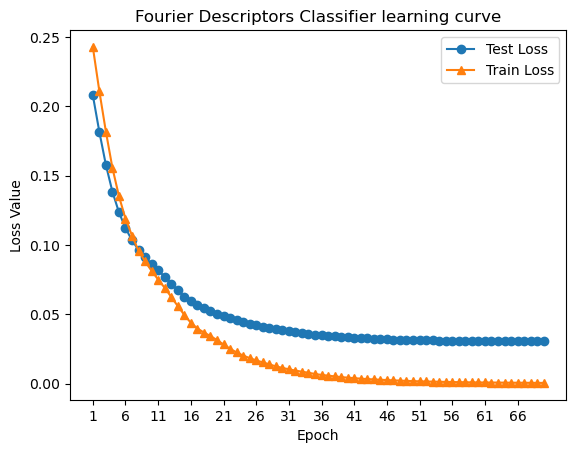 Fourier Descriptors Classifier learning curve
Test Loss
Train Loss
0.25
0.20
0.15
0.10
0.05
0.00
Loss Value
1 6 11 16 21 26 31 36 41 46 51 56 61 66
Epoch